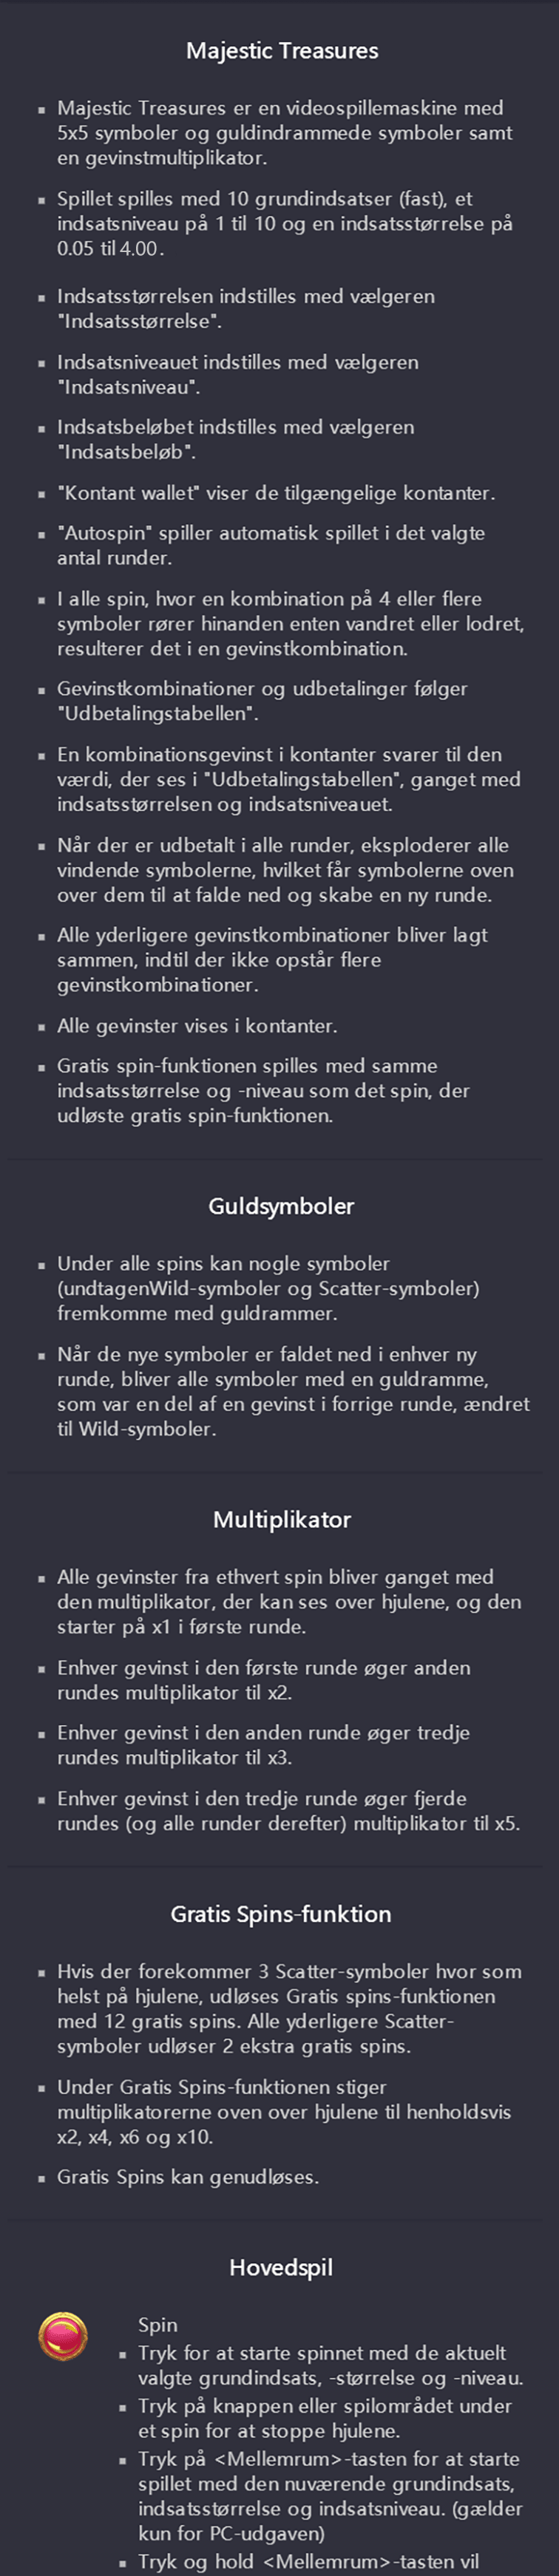 Majestic Treasures
▪ Majestic Treasures er en videospillemaskine med
5x5 symboler og guldindrammede symboler samt
en gevinstmultiplikator.
▪ Spillet spilles med 10 grundindsatser (fast), et
indsatsniveau på 1 til 10 og en indsatsstørrelse på
0.05 til 4.00.
▪ Indsatsstørrelsen indstilles med vælgeren
"Indsatsstørrelse".
▪ Indsatsniveauet indstilles med vælgeren
"Indsatsniveau".
▪ Indsatsbeløbet indstilles med vælgeren
"Indsatsbeløb".
▪ "Kontant wallet" viser de tilgængelige kontanter.
▪ "Autospin" spiller automatisk spillet i det valgte
antal runder.
▪ I alle spin, hvor en kombination på 4 eller flere
symboler rører hinanden enten vandret eller lodret,
resulterer det i en gevinstkombination.
▪ Gevinstkombinationer og udbetalinger følger
"Udbetalingstabellen".
▪ En kombinationsgevinst i kontanter svarer til den
værdi, der ses i "Udbetalingstabellen", ganget med
indsatsstørrelsen og indsatsniveauet.
▪ Når der er udbetalt i alle runder, eksploderer alle
vindende symbolerne, hvilket får symbolerne oven
over dem til at falde ned og skabe en ny runde.
▪ Alle yderligere gevinstkombinationer bliver lagt
sammen, indtil der ikke opstår flere
gevinstkombinationer.
▪ Alle gevinster vises i kontanter.
▪ Gratis spin-funktionen spilles med samme
indsatsstørrelse og -niveau som det spin, der
udløste gratis spin-funktionen.
Guldsymboler
▪ Under alle spins kan nogle symboler
(undtagenWild-symboler og Scatter-symboler)
fremkomme med guldrammer.
▪ Når de nye symboler er faldet ned i enhver ny
runde, bliver alle symboler med en guldramme,
som var en del af en gevinst i forrige runde, ændret
til Wild-symboler.
Multiplikator
▪ Alle gevinster fra ethvert spin bliver ganget med
den multiplikator, der kan ses over hjulene, og den
starter på x1 i første runde.
▪ Enhver gevinst i den første runde øger anden
rundes multiplikator til x2.
▪ Enhver gevinst i den anden runde øger tredje
rundes multiplikator til x3.
▪ Enhver gevinst i den tredje runde øger fjerde
rundes (og alle runder derefter) multiplikator til x5.
Gratis Spins-funktion
▪ Hvis der forekommer 3 Scatter-symboler hvor som
helst på hjulene, udløses Gratis spins-funktionen
med 12 gratis spins. Alle yderligere Scatter-
symboler udløser 2 ekstra gratis spins.
▪ Under Gratis Spins-funktionen stiger
multiplikatorerne oven over hjulene til henholdsvis
x2, x4, x6 og x10.
▪ Gratis Spins kan genudløses.
Hovedspil
Spin
▪ Tryk for at starte spinnet med de aktuelt
valgte grundindsats, -størrelse og -niveau.
▪ Tryk på knappen eller spilområdet under
et spin for at stoppe hjulene.
▪ Tryk på <Mellemrum>-tasten for at starte
spillet med den nuværende grundindsats,
indsatsstørrelse og indsatsniveau. (gælder
kun for PC-udgaven)
▪ Tryk og hold <Mellemrum>-tasten vil